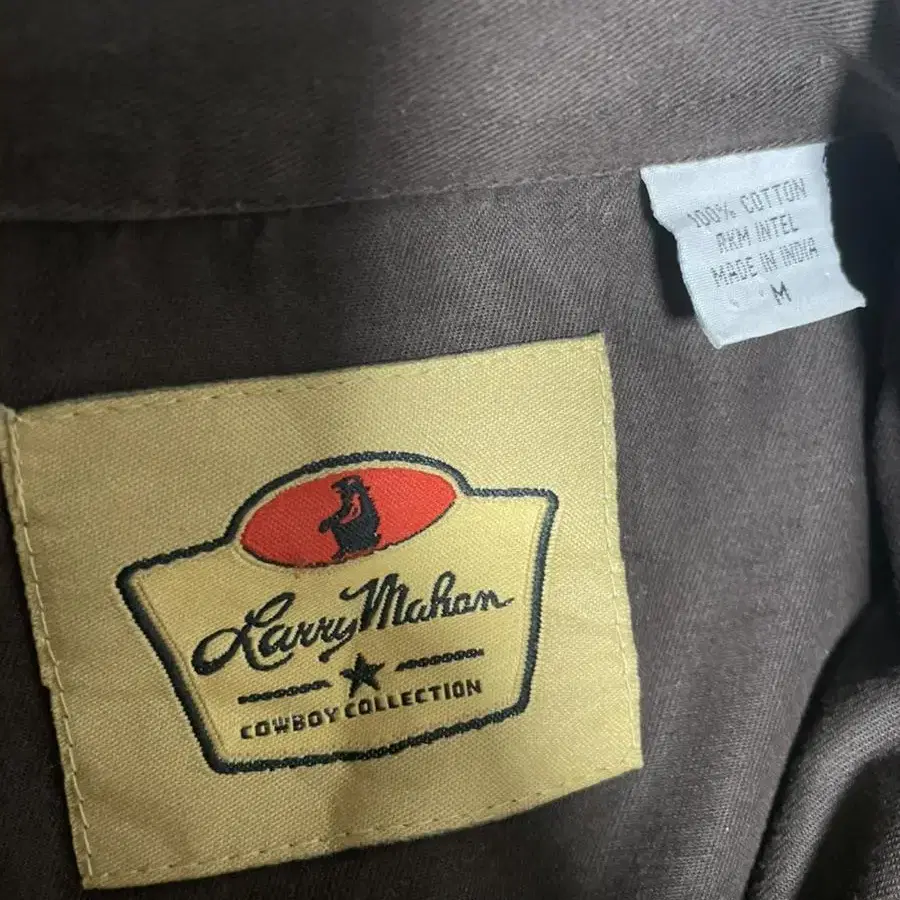 100% COTTON
RKM INTEL
MADE IN INDIA
M
Larry Mahan
COWBOY COLLECTION